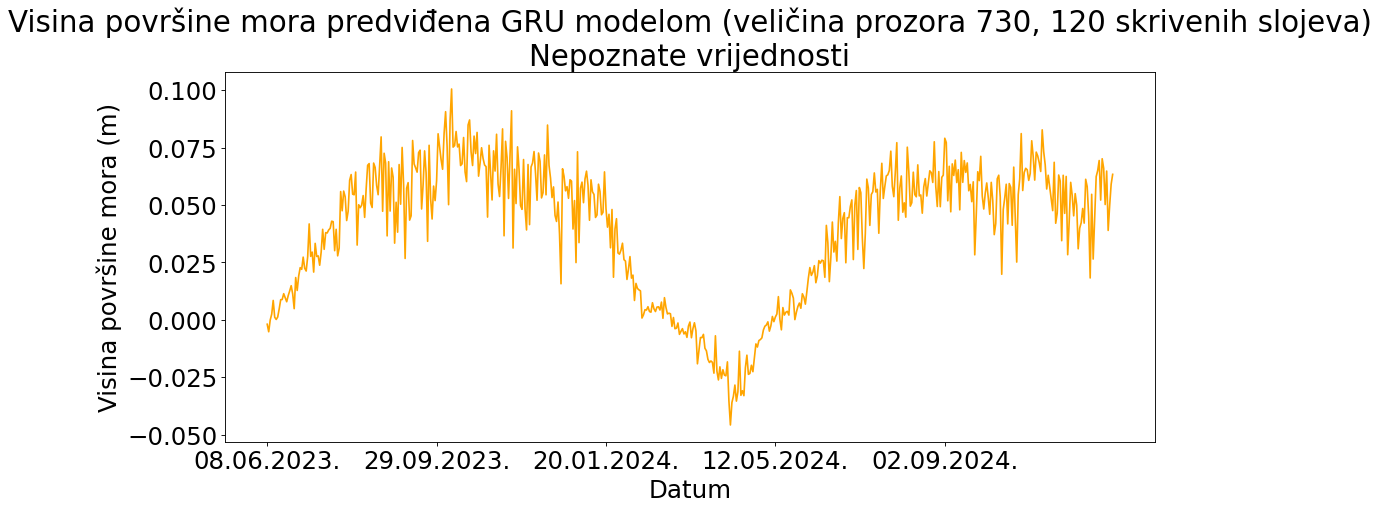 Visina površine mora predviđena GRU modelom (veličina prozora 730, 120 skrivenih slojeva)
Nepoznate vrijednosti
Visina površine mora (m)
0.100
0.075
0.050
0.025
0.000
−0.025
−0.050
08.06.2023. 29.09.2023. 20.01.2024. 12.05.2024. 02.09.2024.
Datum